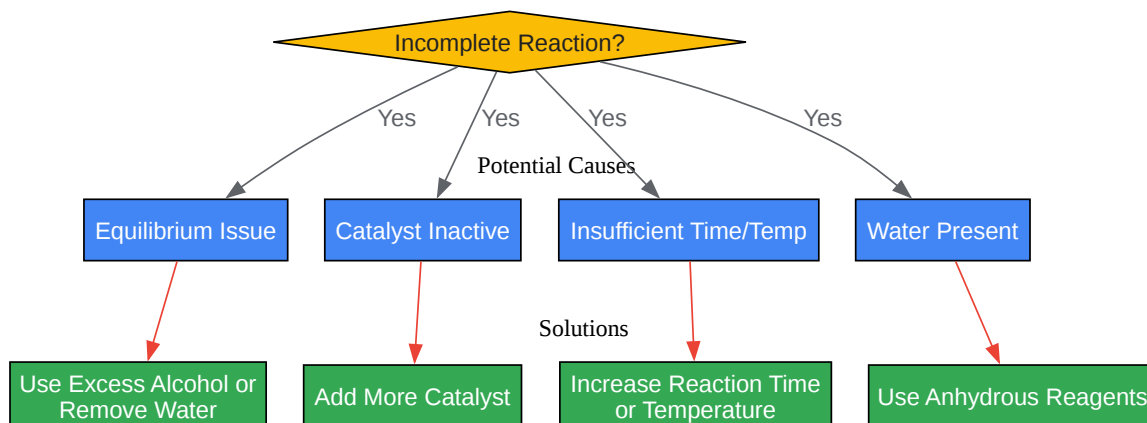 Incomplete Reaction?
Yes
Yes
Yes
Yes
Potential Causes
Equilibrium Issue
Catalyst Inactive
Insufficient Time/Temp
Water Present
Solutions
Use Excess Alcohol or
Remove Water
Add More Catalyst
Increase Reaction Time
or Temperature
Use Anhydrous Reagents